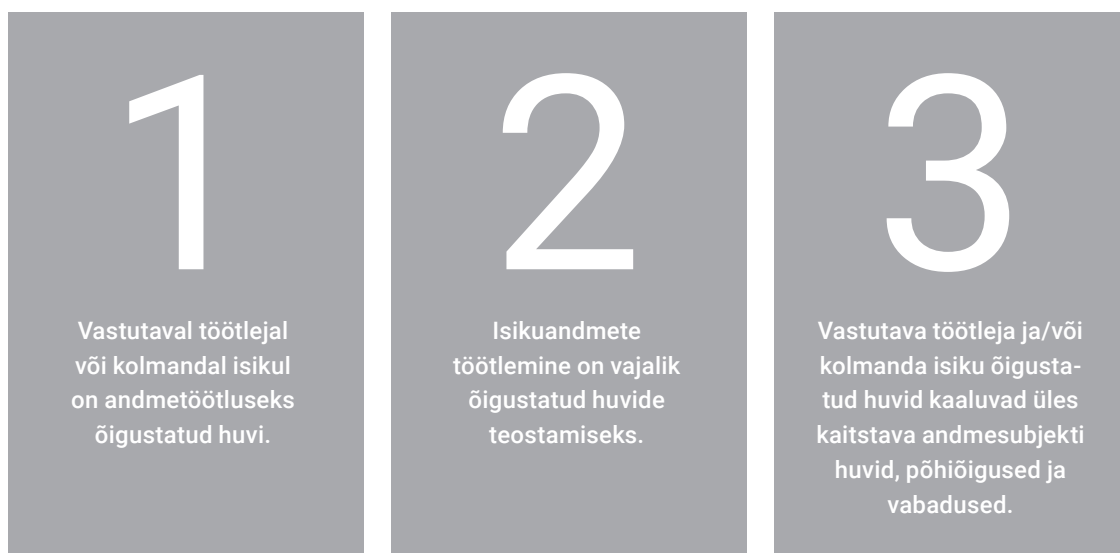 1
Vastutaval töötlejal
või kolmandal isikul
on andmetöötluseks
õigustatud huvi.
2
Isikuandmete
töötlemine on vajalik
õigustatud huvide
teostamiseks.
3
Vastutava töötleja ja/või
kolmanda isiku õigusta-
tud huvid kaaluvad üles
kaitstava andmesubjekti
huvid, põhiõigused ja
vabadused.